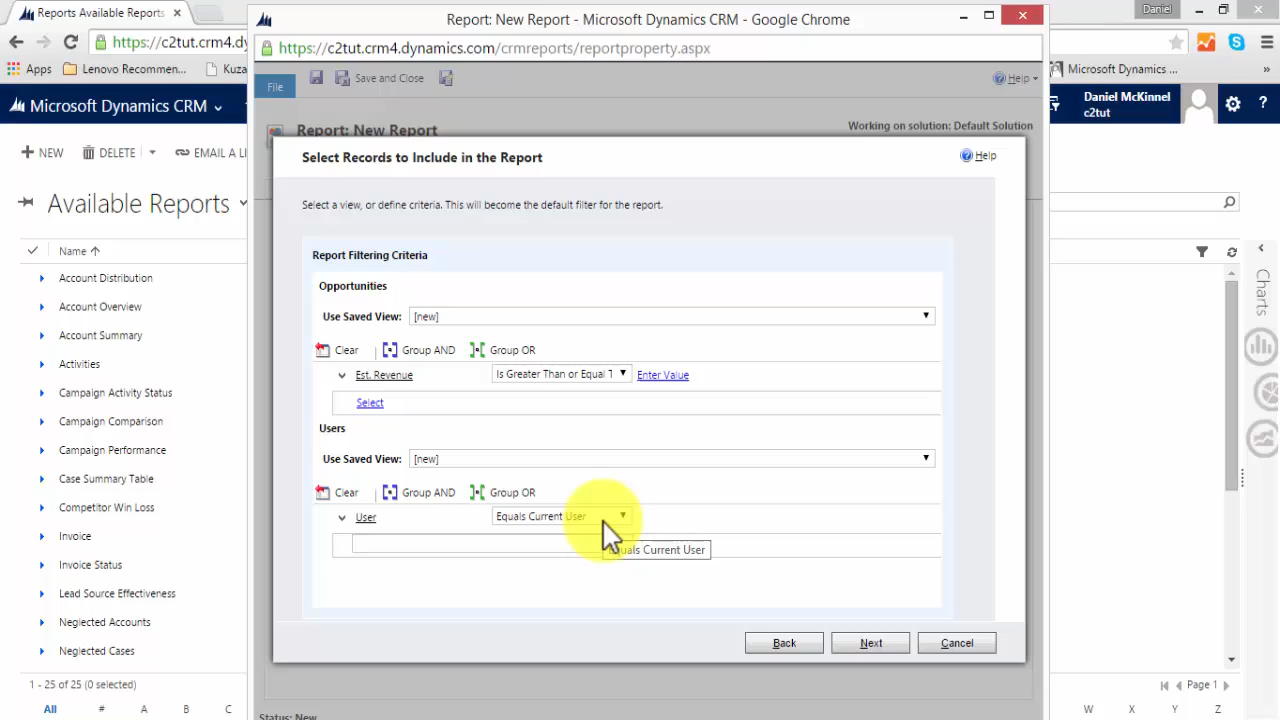 Reports Available Reports
Daniel
Report: New Report - Microsoft Dynamics CRM - Google Chrome
https://c2tut.crm4.dy
https://c2tut.crm4.dynamics.com/crmreports/reportproperty.aspx
Apps
Lenovo Recommen...
Kuza
Microsoft Dynamics ...
»
File
Save and Close
Help
Microsoft Dynamics CRM
Daniel McKinnel
c2tut
Report: New Report
Working on solution: Default Solution
NEW
DELETE
EMAIL A LI
Select Records to Include in the Report
Help
Available Reports
Select a view, or define criteria. This will become the default filter for the report.
Name
Report Filtering Criteria
Charts
Account Distribution
Account Overview
Account Summary
Activities
Campaign Activity Status
Campaign Comparison
Campaign Performance
Case Summary Table
Competitor Win Loss
Invoice
Invoice Status
Lead Source Effectiveness
Neglected Accounts
Neglected Cases
Opportunities
Use Saved View: [new]
Clear | Group AND Group OR
Est. Revenue Is Greater Than or Equal T Enter Value
Select
Users
Use Saved View: [new]
Clear | Group AND Group OR
User Equals Current User
quals Current User
Back Next Cancel
1 - 25 of 25 (0 selected)
Page 1
All # A B C
W X Y Z
Status: New